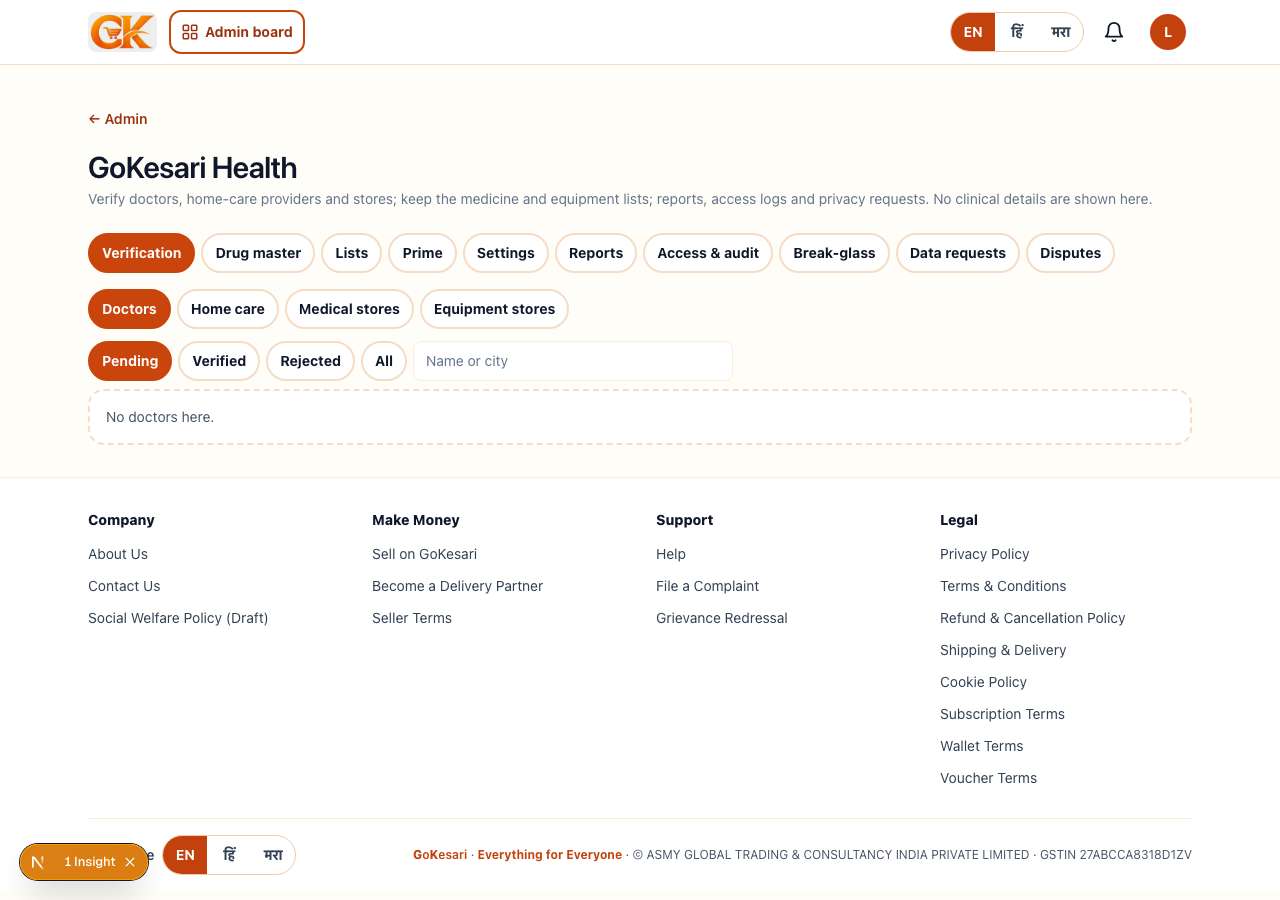 GK
Admin board
EN
हिं
मरा
L
← Admin
GoKesari Health
Verify doctors, home-care providers and stores; keep the medicine and equipment lists; reports, access logs and privacy requests. No clinical details are shown here.
Verification
Drug master
Lists
Prime
Settings
Reports
Access & audit
Break-glass
Data requests
Disputes
Doctors
Home care
Medical stores
Equipment stores
Pending
Verified
Rejected
All
Name or city
No doctors here.
Company
About Us
Contact Us
Social Welfare Policy (Draft)
Make Money
Sell on GoKesari
Become a Delivery Partner
Seller Terms
Support
Help
File a Complaint
Grievance Redressal
Legal
Privacy Policy
Terms & Conditions
Refund & Cancellation Policy
Shipping & Delivery
Cookie Policy
Subscription Terms
Wallet Terms
Voucher Terms
N
1 Insight
EN
हिं
मरा
GoKesari · Everything for Everyone · © ASMY GLOBAL TRADING & CONSULTANCY INDIA PRIVATE LIMITED · GSTIN 27ABCCA8318D1ZV